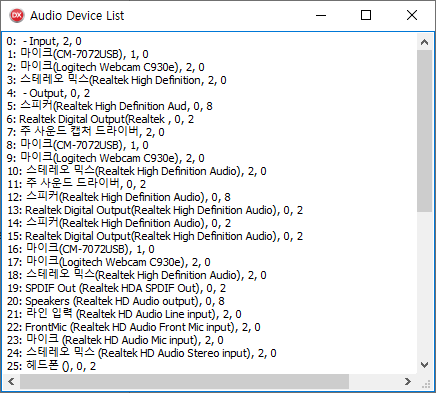 DX Audio Device List
0:  - Input, 2, 0
1: 마이크(CM-7072USB), 1, 0
2: 마이크(Logitech Webcam C930e), 2, 0
3: 스테레오 믹스(Realtek High Definition, 2, 0
4:  - Output, 0, 2
5: 스피커(Realtek High Definition Aud, 0, 8
6: Realtek Digital Output(Realtek , 0, 2
7: 주 사운드 캡처 드라이버, 2, 0
8: 마이크(CM-7072USB), 1, 0
9: 마이크(Logitech Webcam C930e), 2, 0
10: 스테레오 믹스(Realtek High Definition Audio), 2, 0
11: 주 사운드 드라이버, 0, 2
12: 스피커(Realtek High Definition Audio), 0, 8
13: Realtek Digital Output(Realtek High Definition Audio), 0, 2
14: 스피커(Realtek High Definition Audio), 0, 2
15: Realtek Digital Output(Realtek High Definition Audio), 0, 2
16: 마이크(CM-7072USB), 1, 0
17: 마이크(Logitech Webcam C930e), 2, 0
18: 스테레오 믹스(Realtek High Definition Audio), 2, 0
19: SPDIF Out (Realtek HDA SPDIF Out), 0, 2
20: Speakers (Realtek HD Audio output), 0, 8
21: 라인 입력 (Realtek HD Audio Line input), 2, 0
22: FrontMic (Realtek HD Audio Front Mic input), 2, 0
23: 마이크 (Realtek HD Audio Mic input), 2, 0
24: 스테레오 믹스 (Realtek HD Audio Stereo input), 2, 0
25: 헤드폰 (), 0, 2